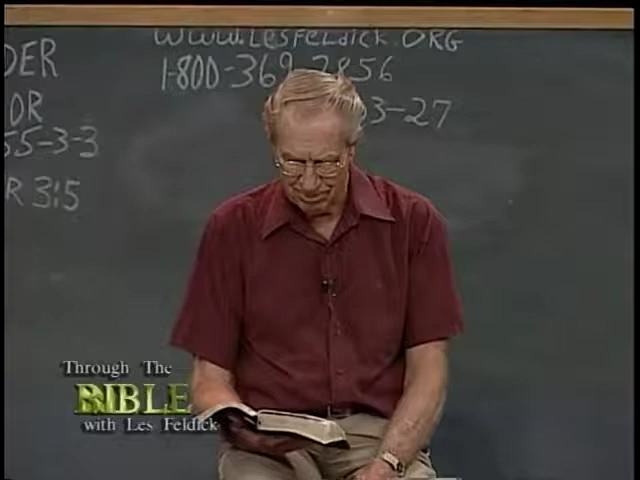 WWW.LESFELDICK.ORG
1-800-369-7856
DER
OR
3-27
55-3-3
R 3:5
Through The
BIBLE
with Les Feldick